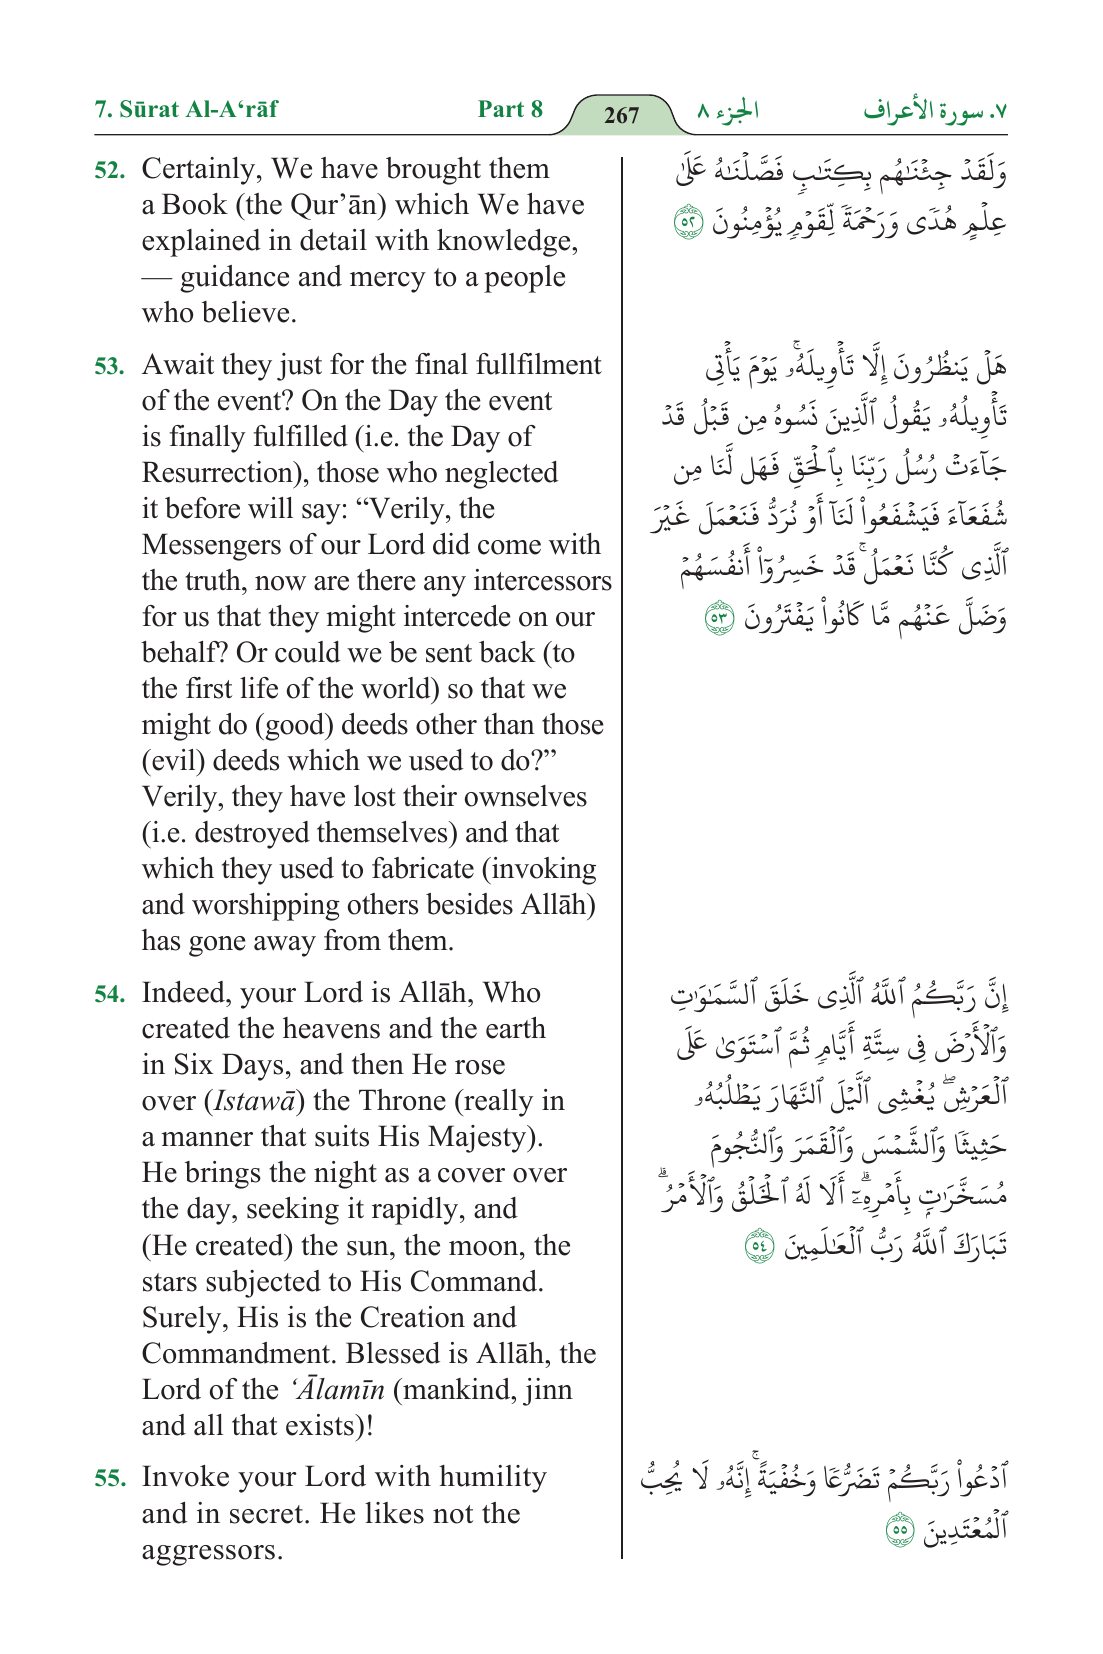 7. Sūrat Al-A‘rāf
Part 8
267
الجزء ٨
٧. سورة الأعراف
52. Certainly, We have brought them
a Book (the Qur’ān) which We have
explained in detail with knowledge,
— guidance and mercy to a people
who believe.
وَلَقَدۡ جِئۡنَٰهُم بِكِتَٰبٖ فَصَّلۡنَٰهُ عَلَىٰ
عِلۡمٍ هُدٗى وَرَحۡمَةٗ لِّقَوۡمٖ يُؤۡمِنُونَ ٥٢
53. Await they just for the final fullfilment
of the event? On the Day the event
is finally fulfilled (i.e. the Day of
Resurrection), those who neglected
it before will say: “Verily, the
Messengers of our Lord did come with
the truth, now are there any intercessors
for us that they might intercede on our
behalf? Or could we be sent back (to
the first life of the world) so that we
might do (good) deeds other than those
(evil) deeds which we used to do?”
Verily, they have lost their ownselves
(i.e. destroyed themselves) and that
which they used to fabricate (invoking
and worshipping others besides Allāh)
has gone away from them.
هَلۡ يَنظُرُونَ إِلَّا تَأۡوِيلَهُۥۚ يَوۡمَ يَأۡتِي
تَأۡوِيلُهُۥ يَقُولُ ٱلَّذِينَ نَسُوهُ مِن قَبۡلُ قَدۡ
جَآءَتۡ رُسُلُ رَبِّنَا بِٱلۡحَقِّ فَهَل لَّنَا مِن
شُفَعَآءَ فَيَشۡفَعُواْ لَنَآ أَوۡ نُرَدُّ فَنَعۡمَلَ غَيۡرَ
ٱلَّذِي كُنَّا نَعۡمَلُۚ قَدۡ خَسِرُوٓاْ أَنفُسَهُمۡ
وَضَلَّ عَنۡهُم مَّا كَانُواْ يَفۡتَرُونَ ٥٣
54. Indeed, your Lord is Allāh, Who
created the heavens and the earth
in Six Days, and then He rose
over (Istawā) the Throne (really in
a manner that suits His Majesty).
He brings the night as a cover over
the day, seeking it rapidly, and
(He created) the sun, the moon, the
stars subjected to His Command.
Surely, His is the Creation and
Commandment. Blessed is Allāh, the
Lord of the ‘Ālamīn (mankind, jinn
and all that exists)!
إِنَّ رَبَّكُمُ ٱللَّهُ ٱلَّذِي خَلَقَ ٱلسَّمَٰوَٰتِ
وَٱلۡأَرۡضَ فِي سِتَّةِ أَيَّامٖ ثُمَّ ٱسۡتَوَىٰ عَلَى
ٱلۡعَرۡشِۖ يُغۡشِي ٱلَّيۡلَ ٱلنَّهَارَ يَطۡلُبُهُۥ
حَثِيثٗا وَٱلشَّمۡسَ وَٱلۡقَمَرَ وَٱلنُّجُومَ
مُسَخَّرَٰتِۭ بِأَمۡرِهِۦٓۗ أَلَا لَهُ ٱلۡخَلۡقُ وَٱلۡأَمۡرُۗ
تَبَارَكَ ٱللَّهُ رَبُّ ٱلۡعَٰلَمِينَ ٥٤
55. Invoke your Lord with humility
and in secret. He likes not the
aggressors.
ٱدۡعُواْ رَبَّكُمۡ تَضَرُّعٗا وَخُفۡيَةًۚ إِنَّهُۥ لَا يُحِبُّ
ٱلۡمُعۡتَدِينَ ٥٥